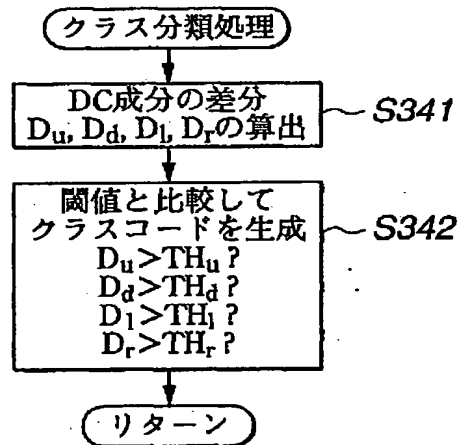 クラス分類処理
DC成分の差分
Du, Dd, Dl, Drの算出
S341
閾値と比較して
クラスコードを生成
S342
Du>THu?
Dd>THd?
Dl>THl?
Dr>THr?
リターン